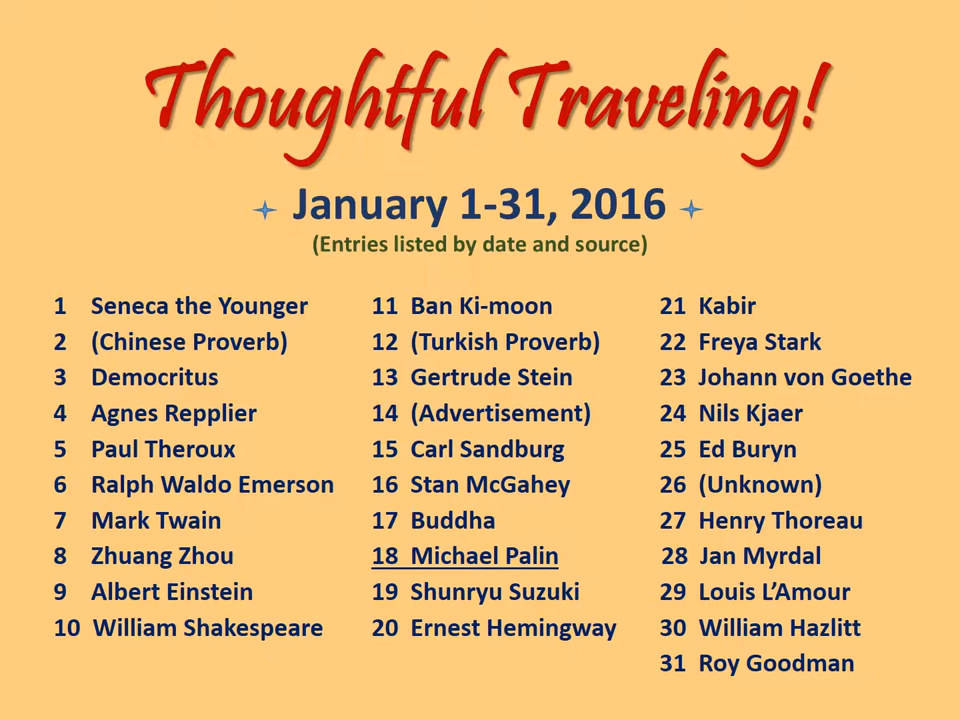 Thoughtful Traveling!
January 1-31, 2016
(Entries listed by date and source)
1 Seneca the Younger
2 (Chinese Proverb)
3 Democritus
4 Agnes Repplier
5 Paul Theroux
6 Ralph Waldo Emerson
7 Mark Twain
8 Zhuang Zhou
9 Albert Einstein
10 William Shakespeare
11 Ban Ki-moon
12 (Turkish Proverb)
13 Gertrude Stein
14 (Advertisement)
15 Carl Sandburg
16 Stan McGahey
17 Buddha
18 Michael Palin
19 Shunryu Suzuki
20 Ernest Hemingway
21 Kabir
22 Freya Stark
23 Johann von Goethe
24 Nils Kjaer
25 Ed Buryn
26 (Unknown)
27 Henry Thoreau
28 Jan Myrdal
29 Louis L’Amour
30 William Hazlitt
31 Roy Goodman